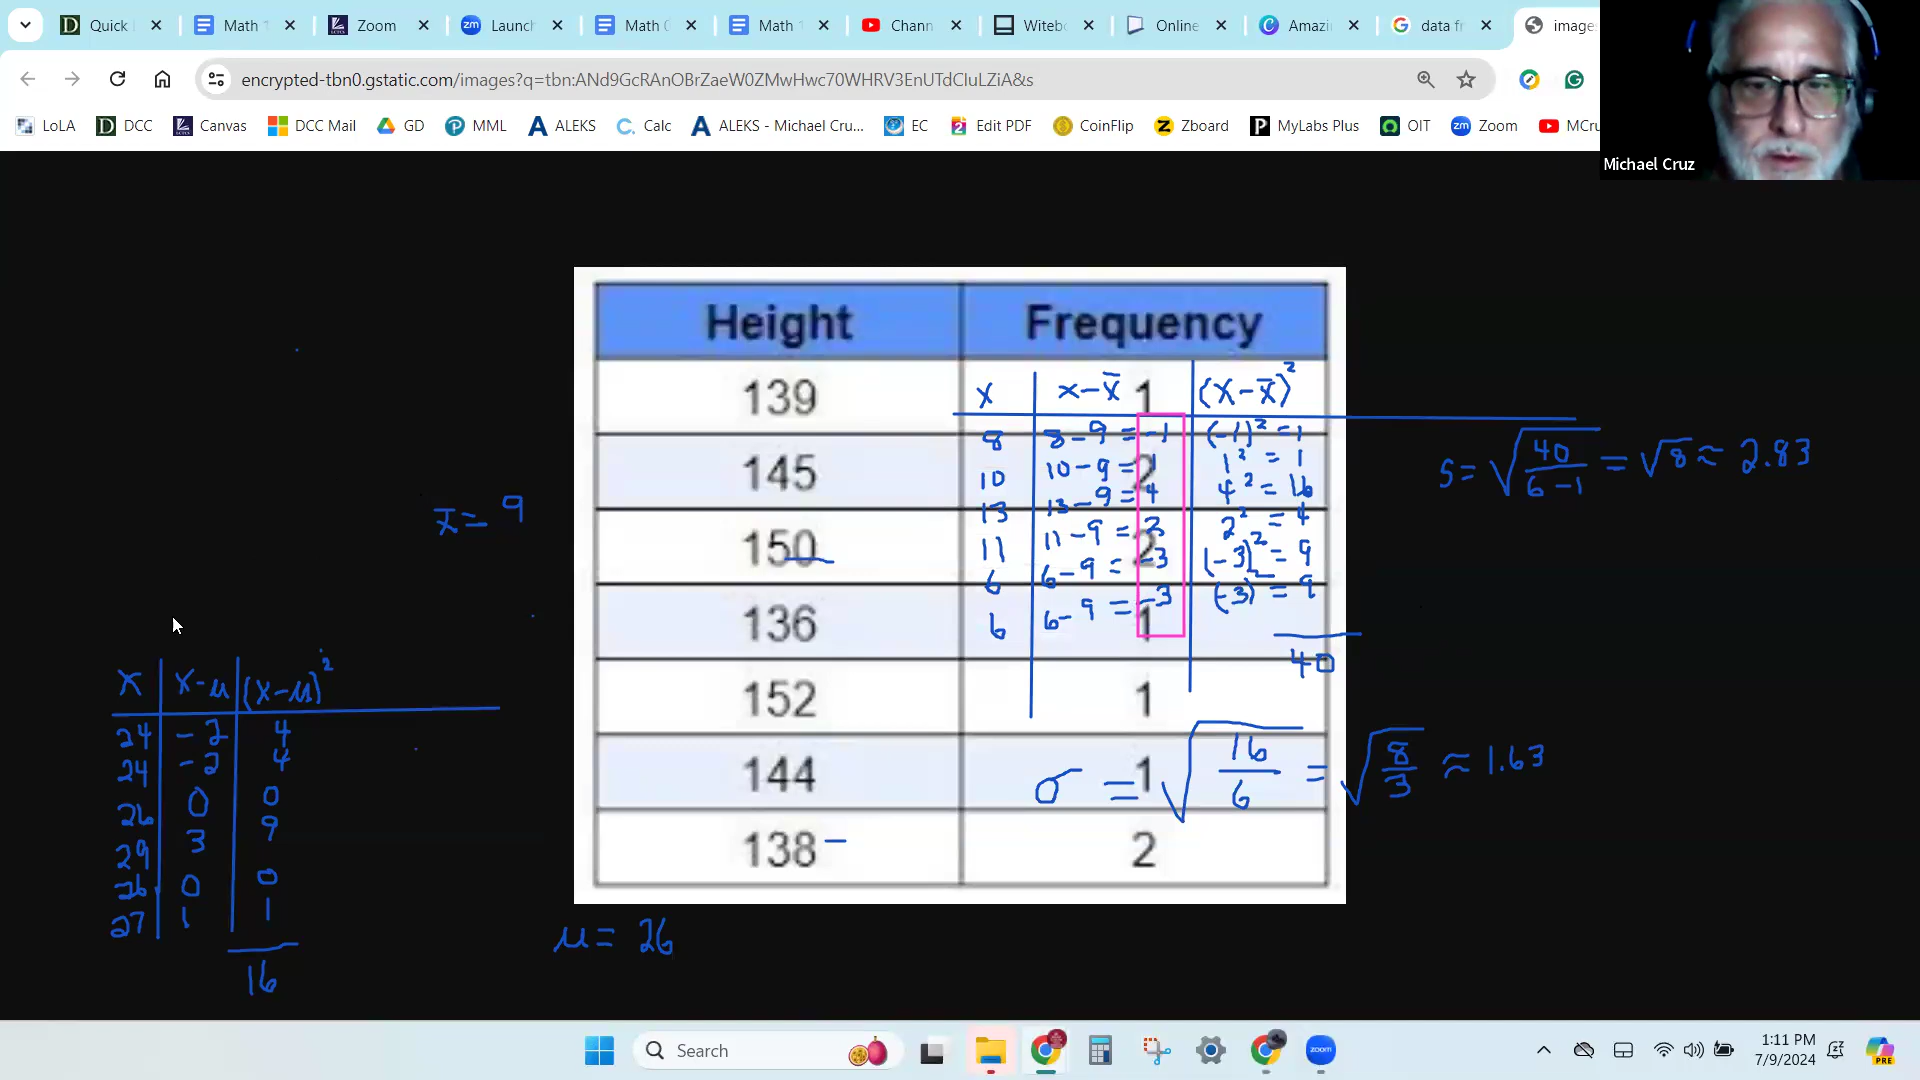 Quick
Math
Zoom
Launc
Math
Math
Chann
Witeb
Online
Amazi
data f
image
encrypted-tbn0.gstatic.com/images?q=tbn:ANd9GcRAnOBrZaeW0ZMwHwc70WHRV3EnUTdCIuLZiA&s
LoLA DCC Canvas DCC Mail GD MML ALEKS Calc ALEKS - Michael Cru... EC Edit PDF CoinFlip Zboard MyLabs Plus OIT Zoom MCru
Michael Cruz
Height Frequency
139 1
145 2
150 2
136 1
152 1
144 1
138 2
x x-x̄ (x-x̄)²
8 8-9=-1 (-1)²=1
10 10-9=1 1²=1
13 13-9=4 4²=16
11 11-9=2 2²=4
6 6-9=-3 (-3)²=9
6 6-9=-3 (-3)²=9
40
s=√(40/(6-1))=√8≈2.83
x̄=9
x x-μ (x-μ)²
24 -2 4
24 -2 4
26 0 0
29 3 9
26 0 0
27 1 1
16
σ=√(16/6)=√(8/3)≈1.63
μ=26
Search
zoom
1:11 PM
7/9/2024
PRE